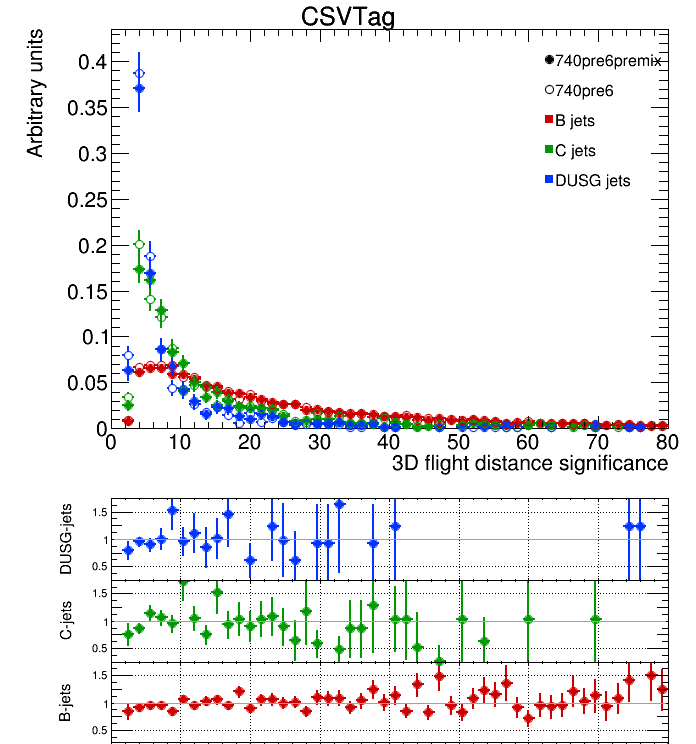 CSVTag
Arbitrary units
0.4
0.35
0.3
0.25
0.2
0.15
0.1
0.05
0
740pre6premix
740pre6
B jets
C jets
DUSG jets
0 10 20 30 40 50 60 70 80
3D flight distance significance
DUSG-jets
1.5
1
0.5
C-jets
1.5
1
0.5
B-jets
1.5
1
0.5